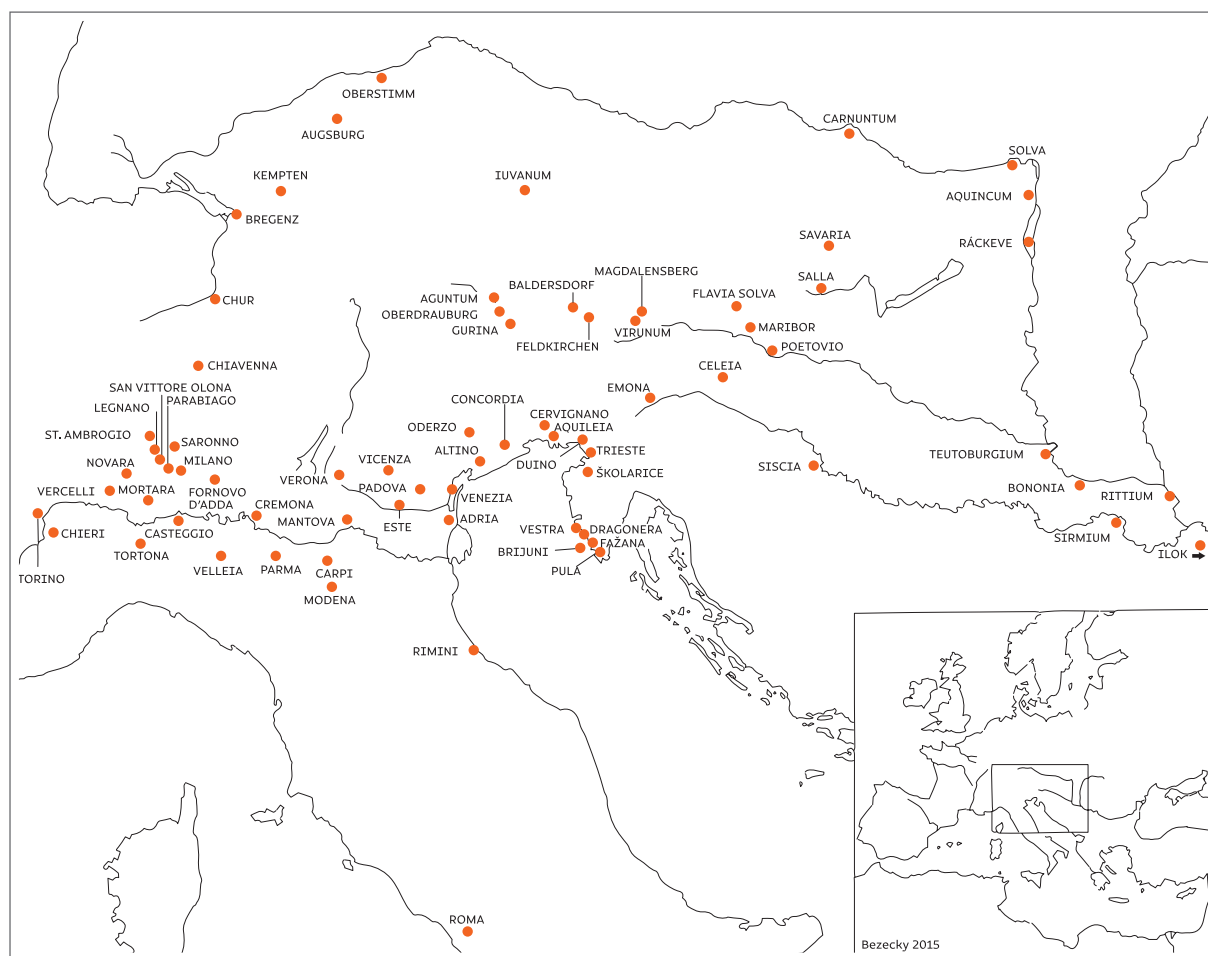 OBERSTIMM
AUGSBURG
CARNUNTUM
SOLVA
KEMPTEN
IUVANUM
AQUINCUM
BREGENZ
SAVARIA
RÁCKEVE
MAGDALENSBERG
SALLA
BALDERSDORF
FLAVIA SOLVA
AGUNTUM
CHUR
OBERDRAUBURG
GURINA
VIRUNUM
MARIBOR
FELDKIRCHEN
POETOVIO
CHIAVENNA
CELEIA
SAN VITTORE OLONA
EMONA
PARABIAGO
CONCORDIA
LEGNANO
CERVIGNANO
ST. AMBROGIO
ODERZO
AQUILEIA
SARONNO
ALTINO
TRIESTE
TEUTOBURGIUM
NOVARA
MILANO
VICENZA
DUINO
SISCIA
ŠKOLARICE
VERONA
VERCELLI
MORTARA
FORNOVO
D'ADDA
PADOVA
VENEZIA
BONONIA
RITTIUM
CREMONA
MANTOVA
ESTE
ADRIA
CHIERI
CASTEGGIO
VESTRA
DRAGONERA
SIRMIUM
FAŽANA
TORTONA
BRIJUNI
ILOK
TORINO
VELLEIA
PARMA
CARPI
PULA
MODENA
RIMINI
ROMA
Bezecky 2015